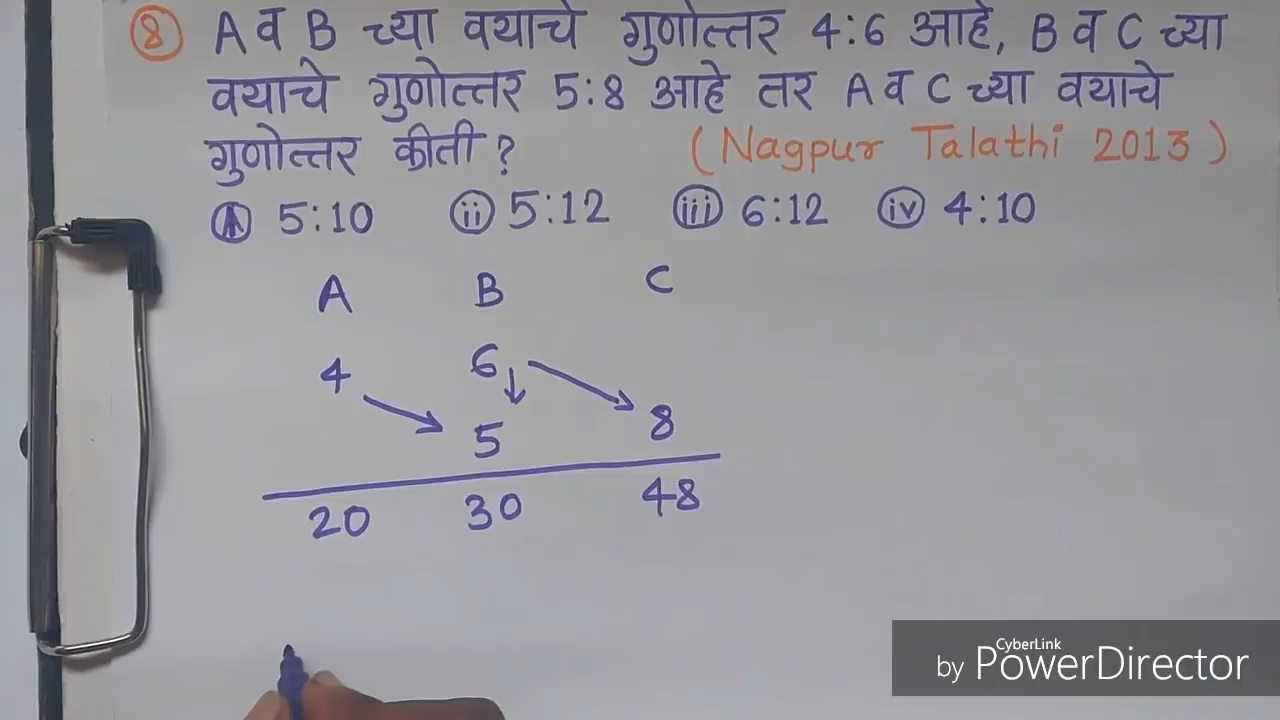 ⑧ A व B च्या वयाचे गुणोत्तर 4:6 आहे, B व C च्या
वयाचे गुणोत्तर 5:8 आहे तर A व C च्या वयाचे
गुणोत्तर कीती ? (Nagpur Talathi 2013)
5:10 ii 5:12 iii 6:12 iv 4:10
A B C
4 6
5 8
20 30 48
CyberLink
by PowerDirector